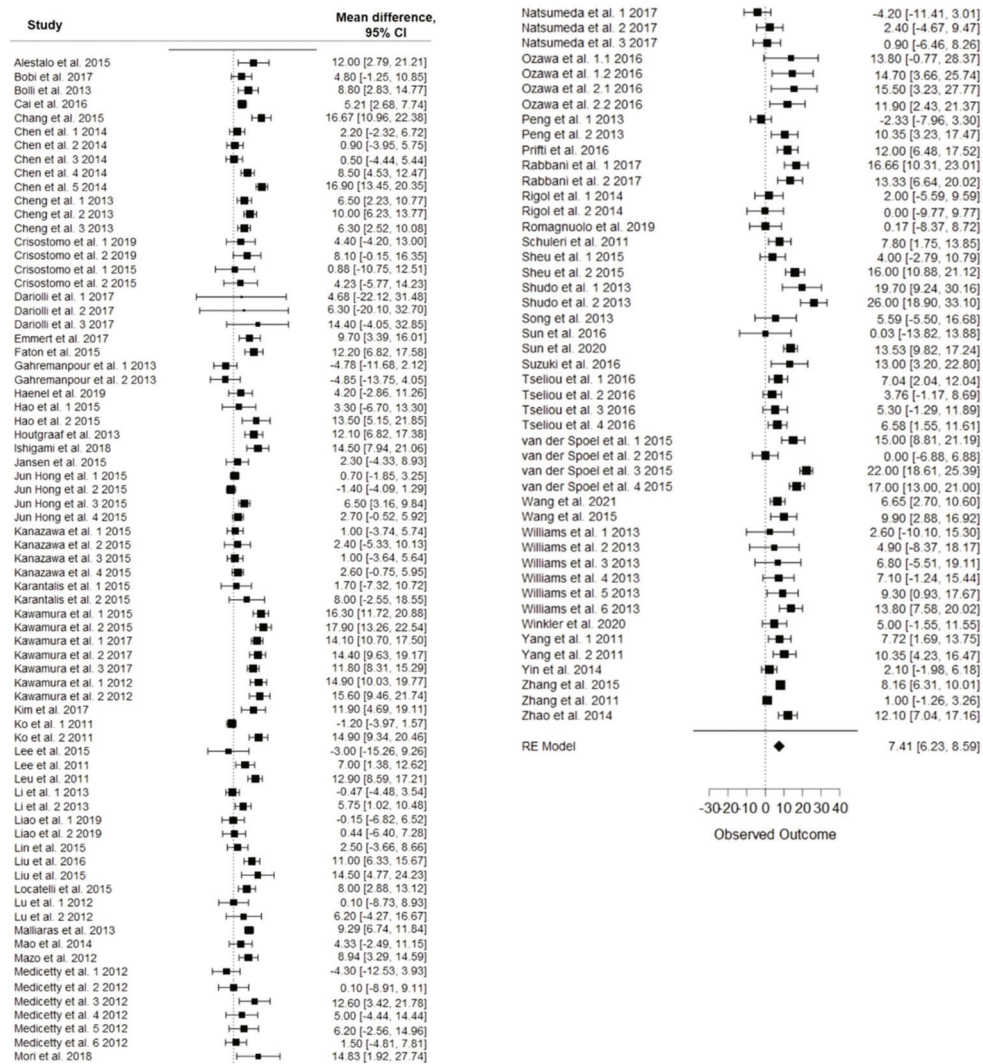 Study Mean difference, 95% CI
Alestalo et al. 2015 12.00 [2.79, 21.21]
Bobi et al. 2017 4.80 [-1.25, 10.85]
Bolli et al. 2013 8.80 [2.83, 14.77]
Cai et al. 2016 5.21 [2.68, 7.74]
Chang et al. 2015 16.67 [10.96, 22.38]
Chen et al. 1 2014 2.20 [-2.32, 6.72]
Chen et al. 2 2014 0.90 [-3.95, 5.75]
Chen et al. 3 2014 0.50 [-4.44, 5.44]
Chen et al. 4 2014 8.50 [4.53, 12.47]
Chen et al. 5 2014 16.90 [13.45, 20.35]
Cheng et al. 1 2013 6.50 [2.23, 10.77]
Cheng et al. 2 2013 10.00 [6.23, 13.77]
Cheng et al. 3 2013 6.30 [2.52, 10.08]
Crisostomo et al. 1 2019 4.40 [-4.20, 13.00]
Crisostomo et al. 2 2019 8.10 [-0.15, 16.35]
Crisostomo et al. 1 2015 0.88 [-10.75, 12.51]
Crisostomo et al. 2 2015 4.23 [-5.77, 14.23]
Dariolli et al. 1 2017 4.68 [-22.12, 31.48]
Dariolli et al. 2 2017 6.30 [-20.10, 32.70]
Dariolli et al. 3 2017 14.40 [-4.05, 32.85]
Emmert et al. 2017 9.70 [3.39, 16.01]
Faton et al. 2015 12.20 [6.82, 17.58]
Gahremanpour et al. 1 2013 -4.78 [-11.68, 2.12]
Gahremanpour et al. 2 2013 -4.85 [-13.75, 4.05]
Haenel et al. 2019 4.20 [-2.86, 11.26]
Hao et al. 1 2015 3.30 [-6.70, 13.30]
Hao et al. 2 2015 13.50 [5.15, 21.85]
Houtgraaf et al. 2013 12.10 [6.82, 17.38]
Ishigami et al. 2018 14.50 [7.94, 21.06]
Jansen et al. 2015 2.30 [-4.33, 8.93]
Jun Hong et al. 1 2015 0.70 [-1.85, 3.25]
Jun Hong et al. 2 2015 -1.40 [-4.09, 1.29]
Jun Hong et al. 3 2015 6.50 [3.16, 9.84]
Jun Hong et al. 4 2015 2.70 [-0.52, 5.92]
Kanazawa et al. 1 2015 1.00 [-3.74, 5.74]
Kanazawa et al. 2 2015 2.40 [-5.33, 10.13]
Kanazawa et al. 3 2015 1.00 [-3.64, 5.64]
Kanazawa et al. 4 2015 2.60 [-0.75, 5.95]
Karantalis et al. 1 2015 1.70 [-7.32, 10.72]
Karantalis et al. 2 2015 8.00 [-2.55, 18.55]
Kawamura et al. 1 2015 16.30 [11.72, 20.88]
Kawamura et al. 2 2015 17.90 [13.26, 22.54]
Kawamura et al. 1 2017 14.10 [10.70, 17.50]
Kawamura et al. 2 2017 14.40 [9.63, 19.17]
Kawamura et al. 3 2017 11.80 [8.31, 15.29]
Kawamura et al. 1 2012 14.90 [10.03, 19.77]
Kawamura et al. 2 2012 15.60 [9.46, 21.74]
Kim et al. 2017 11.90 [4.69, 19.11]
Ko et al. 1 2011 -1.20 [-3.97, 1.57]
Ko et al. 2 2011 14.90 [9.34, 20.46]
Lee et al. 2015 -3.00 [-15.26, 9.26]
Lee et al. 2011 7.00 [1.38, 12.62]
Leu et al. 2011 12.90 [8.59, 17.21]
Li et al. 1 2013 -0.47 [-4.48, 3.54]
Li et al. 2 2013 5.75 [1.02, 10.48]
Liao et al. 1 2019 -0.15 [-6.82, 6.52]
Liao et al. 2 2019 0.44 [-6.40, 7.28]
Lin et al. 2015 2.50 [-3.66, 8.66]
Liu et al. 2016 11.00 [6.33, 15.67]
Liu et al. 2015 14.50 [4.77, 24.23]
Locatelli et al. 2015 8.00 [2.88, 13.12]
Lu et al. 1 2012 0.10 [-8.73, 8.93]
Lu et al. 2 2012 6.20 [-4.27, 16.67]
Malliaras et al. 2013 9.29 [6.74, 11.84]
Mao et al. 2014 4.33 [-2.49, 11.15]
Mazo et al. 2012 8.94 [3.29, 14.59]
Medicetty et al. 1 2012 -4.30 [-12.53, 3.93]
Medicetty et al. 2 2012 0.10 [-8.91, 9.11]
Medicetty et al. 3 2012 12.60 [3.42, 21.78]
Medicetty et al. 4 2012 5.00 [-4.44, 14.44]
Medicetty et al. 5 2012 6.20 [-2.56, 14.96]
Medicetty et al. 6 2012 1.50 [-4.81, 7.81]
Mori et al. 2018 14.83 [1.92, 27.74]
Natsumeda et al. 1 2017 -4.20 [-11.41, 3.01]
Natsumeda et al. 2 2017 2.40 [-4.67, 9.47]
Natsumeda et al. 3 2017 0.90 [-6.46, 8.26]
Ozawa et al. 1.1 2016 13.80 [-0.77, 28.37]
Ozawa et al. 1.2 2016 14.70 [3.66, 25.74]
Ozawa et al. 2.1 2016 15.50 [3.23, 27.77]
Ozawa et al. 2.2 2016 11.90 [2.43, 21.37]
Peng et al. 1 2013 -2.33 [-7.96, 3.30]
Peng et al. 2 2013 10.35 [3.23, 17.47]
Prifti et al. 2016 12.00 [6.48, 17.52]
Rabbani et al. 1 2017 16.66 [10.31, 23.01]
Rabbani et al. 2 2017 13.33 [6.64, 20.02]
Rigol et al. 1 2014 2.00 [-5.59, 9.59]
Rigol et al. 2 2014 0.00 [-9.77, 9.77]
Romagnuolo et al. 2019 0.17 [-8.37, 8.72]
Schuleri et al. 2011 7.80 [1.75, 13.85]
Sheu et al. 1 2015 4.00 [-2.79, 10.79]
Sheu et al. 2 2015 16.00 [10.88, 21.12]
Shudo et al. 1 2013 19.70 [9.24, 30.16]
Shudo et al. 2 2013 26.00 [18.90, 33.10]
Song et al. 2013 5.59 [-5.50, 16.68]
Sun et al. 2016 0.03 [-13.82, 13.88]
Sun et al. 2020 13.53 [9.82, 17.24]
Suzuki et al. 2016 13.00 [3.20, 22.80]
Tseliou et al. 1 2016 7.04 [2.04, 12.04]
Tseliou et al. 2 2016 3.76 [-1.17, 8.69]
Tseliou et al. 3 2016 5.30 [-1.29, 11.89]
Tseliou et al. 4 2016 6.58 [1.55, 11.61]
van der Spoel et al. 1 2015 15.00 [8.81, 21.19]
van der Spoel et al. 2 2015 0.00 [-6.88, 6.88]
van der Spoel et al. 3 2015 22.00 [18.61, 25.39]
van der Spoel et al. 4 2015 17.00 [13.00, 21.00]
Wang et al. 2021 6.65 [2.70, 10.60]
Wang et al. 2015 9.90 [2.88, 16.92]
Williams et al. 1 2013 2.60 [-10.10, 15.30]
Williams et al. 2 2013 4.90 [-8.37, 18.17]
Williams et al. 3 2013 6.80 [-5.51, 19.11]
Williams et al. 4 2013 7.10 [-1.24, 15.44]
Williams et al. 5 2013 9.30 [0.93, 17.67]
Williams et al. 6 2013 13.80 [7.58, 20.02]
Winkler et al. 2020 5.00 [-1.55, 11.55]
Yang et al. 1 2011 7.72 [1.69, 13.75]
Yang et al. 2 2011 10.35 [4.23, 16.47]
Yin et al. 2014 2.10 [-1.98, 6.18]
Zhang et al. 2015 8.16 [6.31, 10.01]
Zhang et al. 2011 1.00 [-1.26, 3.26]
Zhao et al. 2014 12.10 [7.04, 17.16]
RE Model 7.41 [6.23, 8.59]
-30 -20 -10 0 10 20 30 40
Observed Outcome